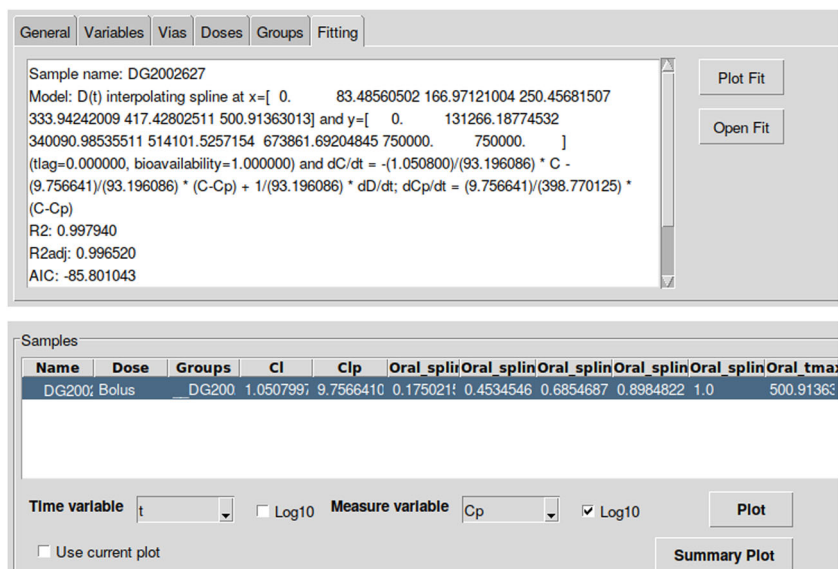 General Variables Vias Doses Groups Fitting
Sample name: DG2002627
Model: D(t) interpolating spline at x=[ 0. 83.48560502 166.97121004 250.45681507
333.94242009 417.42802511 500.91363013] and y=[ 0. 131266.18774532
340090.98535511 514101.5257154 673861.69204845 750000. 750000. ]
(tlag=0.000000, bioavailability=1.000000) and dC/dt = -(1.050800)/(93.196086) * C -
(9.756641)/(93.196086) * (C-Cp) + 1/(93.196086) * dD/dt; dCp/dt = (9.756641)/(398.770125) *
(C-Cp)
R2: 0.997940
R2adj: 0.996520
AIC: -85.801043
Plot Fit
Open Fit
Samples
Name Dose Groups Cl Clp Oral_splin Oral_splin Oral_splin Oral_splin Oral_splin Oral_tmax
DG2002 Bolus __DG200 1.0507997 9.7566410 0.1750215 0.4534546 0.6854687 0.8984822 1.0 500.91363
Time variable t Log10 Measure variable Cp Log10 Plot
Use current plot Summary Plot